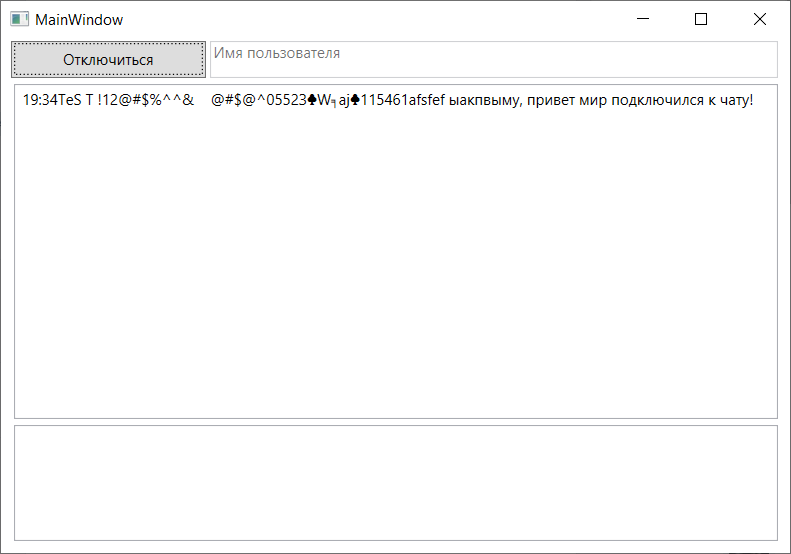 MainWindow
Отключиться
Имя пользователя
19:34TeS T !12@#$%^^&    @#$@^05523♣W╕aj♣115461afsfef ыакпвыму, привет мир подключился к чату!